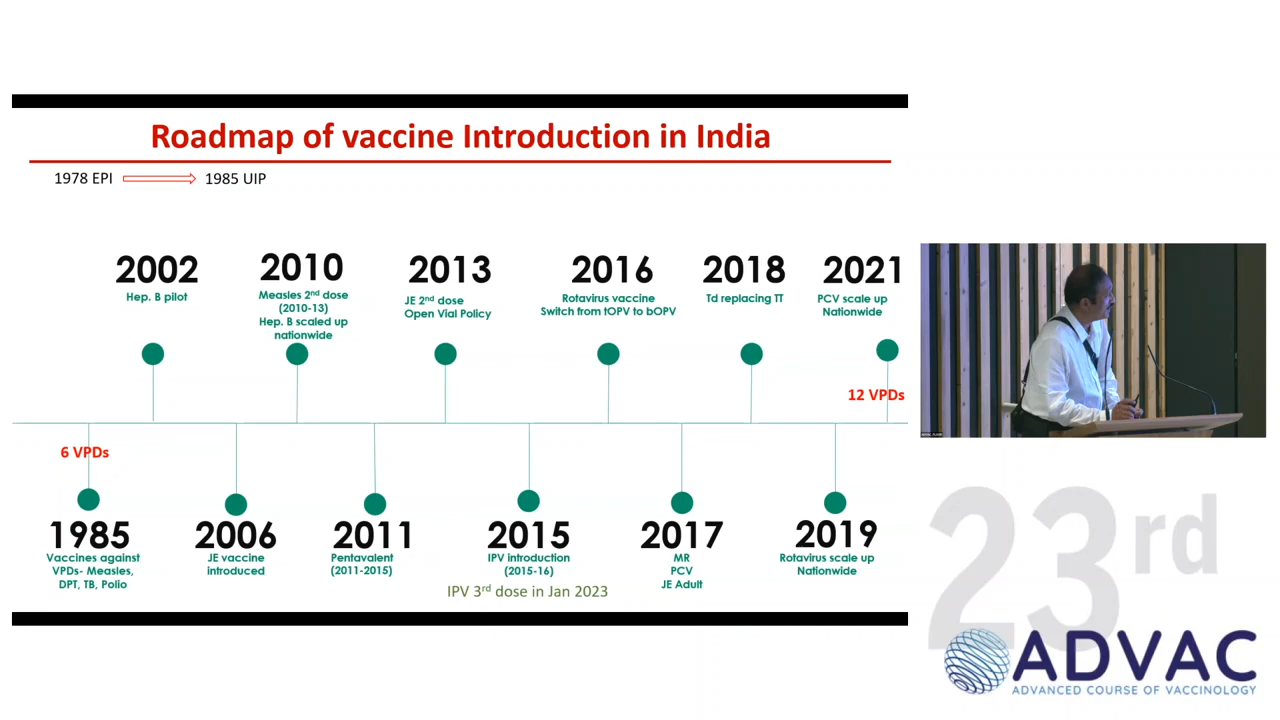 Roadmap of vaccine Introduction in India
1978 EPI
1985 UIP
2002
Hep. B pilot
2010
Measles 2nd dose
(2010-13)
Hep. B scaled up
nationwide
2013
JE 2nd dose
Open Vial Policy
2016
Rotavirus vaccine
Switch from tOPV to bOPV
2018
Td replacing TT
2021
PCV scale up
Nationwide
12 VPDs
6 VPDs
1985
Vaccines against
VPDs- Measles,
DPT, TB, Polio
2006
JE vaccine
introduced
2011
Pentavalent
(2011-2015)
2015
IPV introduction
(2015-16)
IPV 3rd dose in Jan 2023
2017
MR
PCV
JE Adult
2019
Rotavirus scale up
Nationwide
23rd
ADVAC
ADVANCED COURSE OF VACCINOLOGY